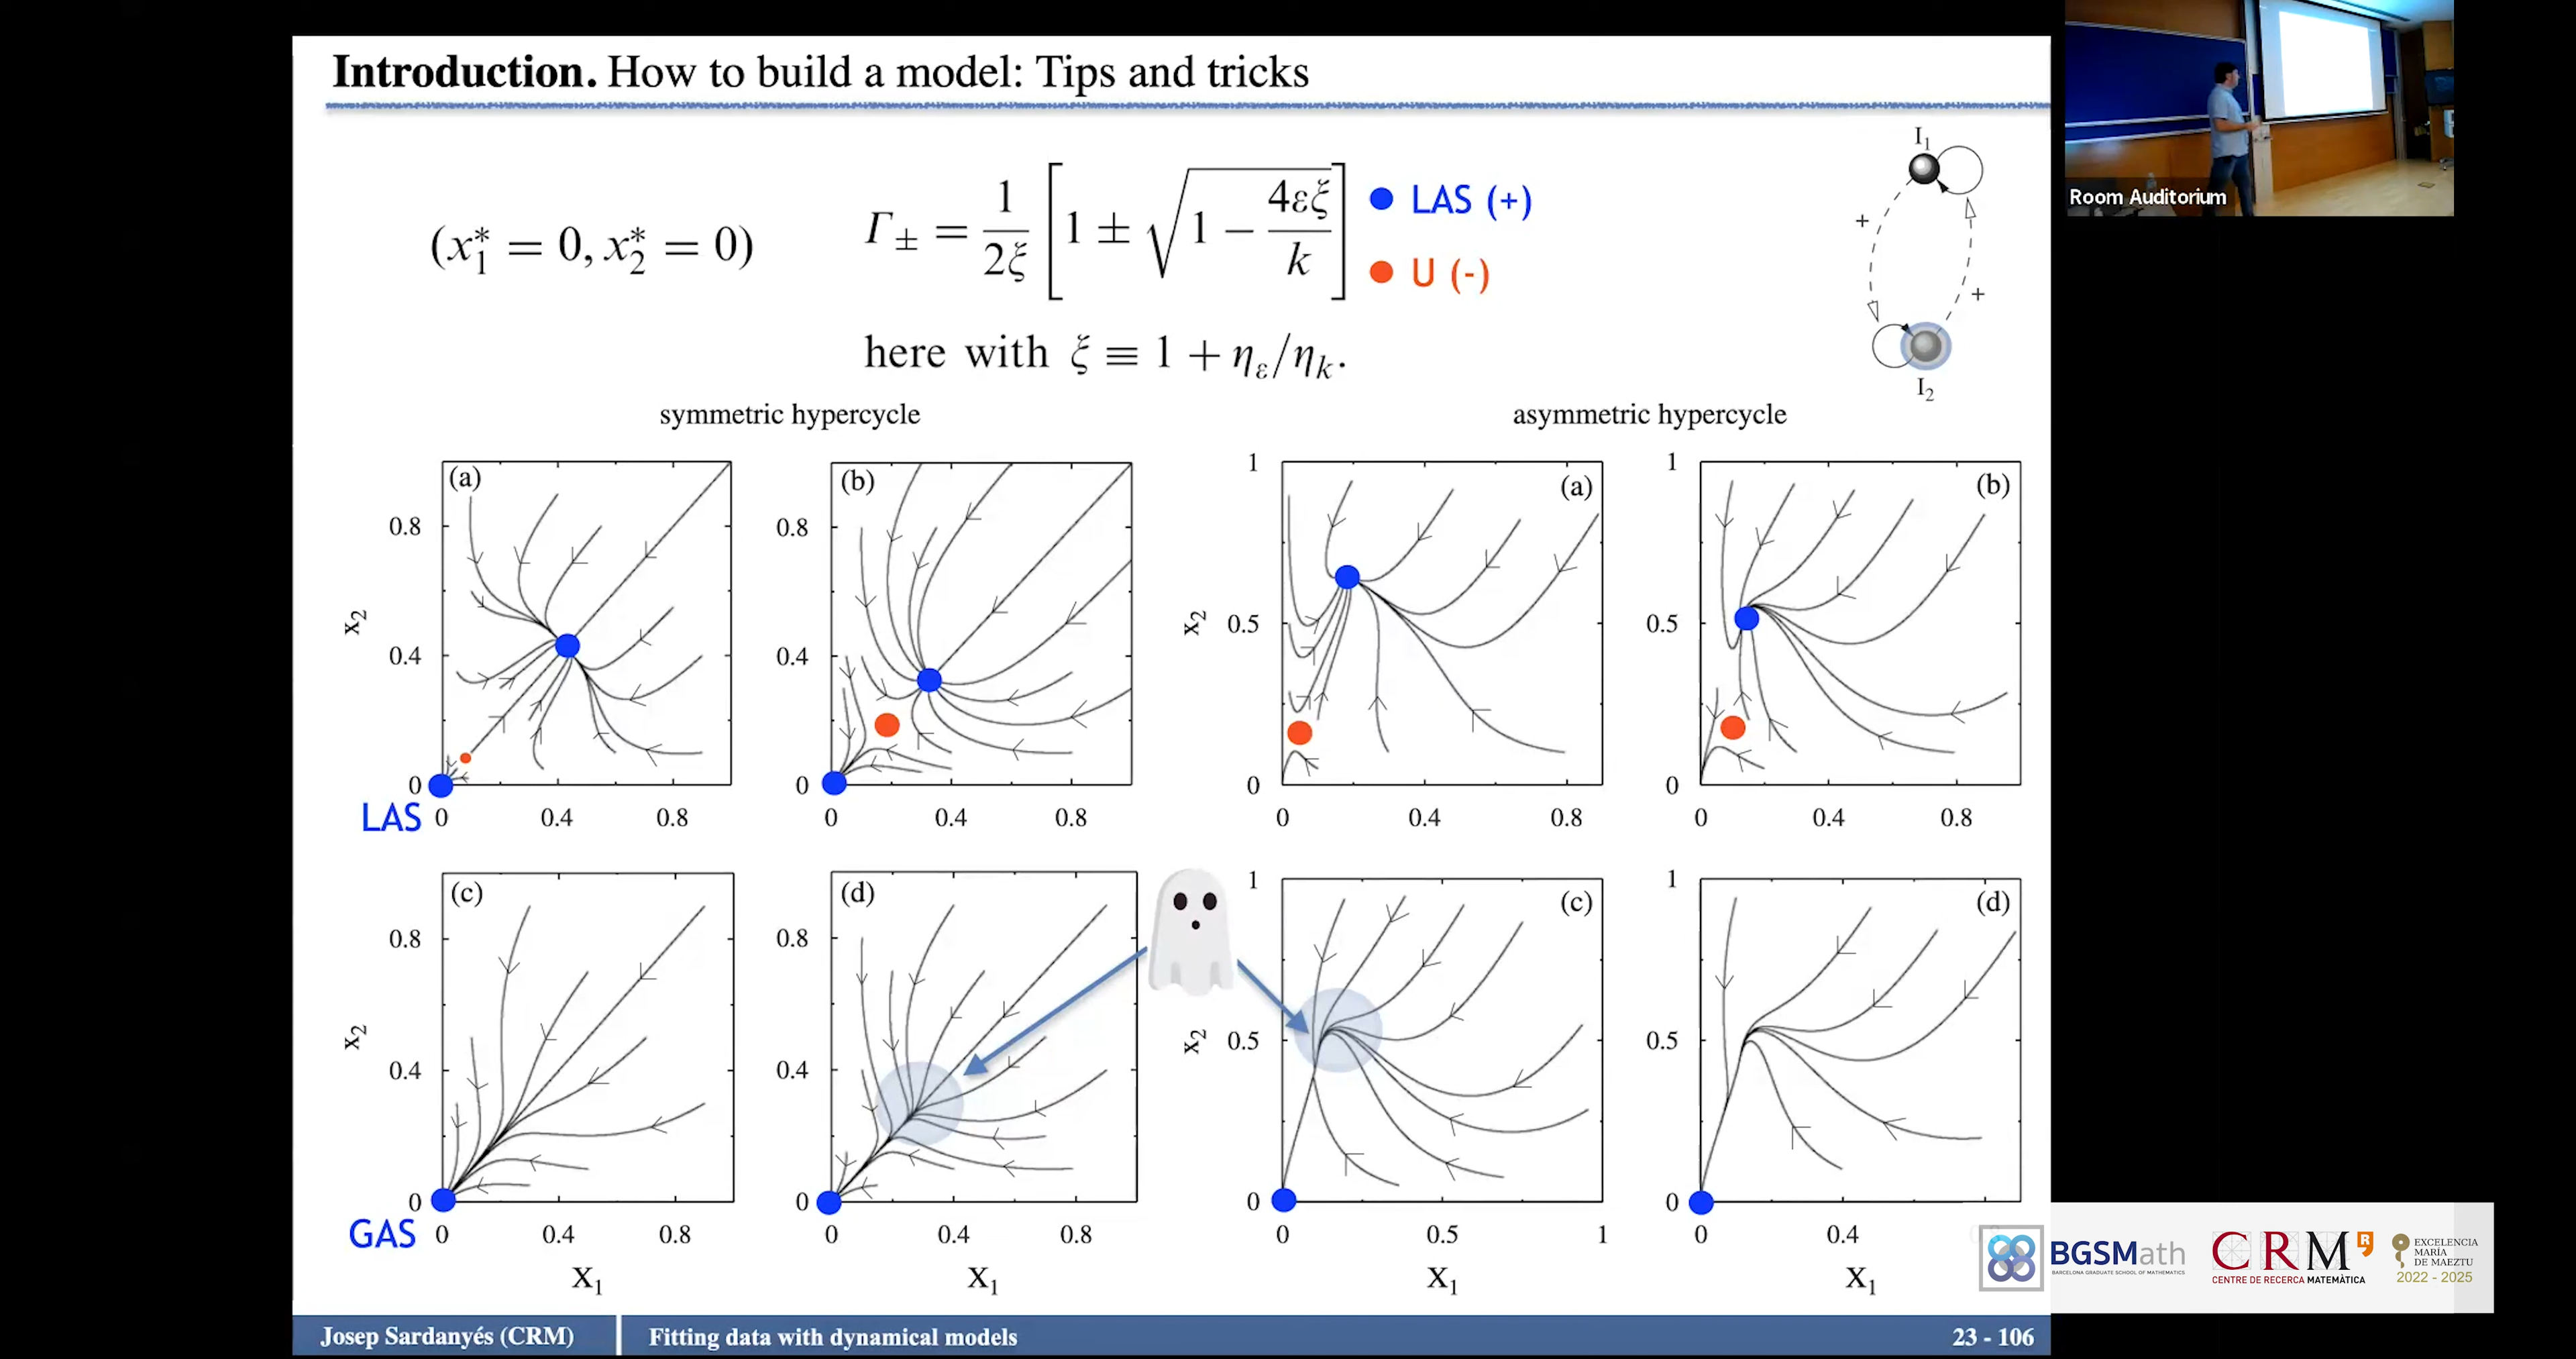 Introduction. How to build a model: Tips and tricks
Room Auditorium
(x₁* = 0, x₂* = 0)
Γ± = 1/2ξ [1 ± √(1 − 4εξ/k)]
LAS (+)
U (-)
here with ξ ≡ 1 + ηε/ηk.
I₁
+
+
I₂
symmetric hypercycle
asymmetric hypercycle
(a)
x₂
0.8
0.4
0
LAS
0 0.4 0.8
(b)
0.8
0.4
0
0 0.4 0.8
(a)
x₂
1
0.5
0
0 0.4 0.8
(b)
1
0.5
0
0 0.4 0.8
(c)
x₂
0.8
0.4
0
GAS
0 0.4 0.8
X₁
(d)
0.8
0.4
0
0 0.4 0.8
X₁
(c)
x₂
1
0.5
0
0 0.5 1
X₁
(d)
1
0.5
0
0 0.4
X₁
BGSMath
BARCELONA GRADUATE SCHOOL OF MATHEMATICS
CRM R
CENTRE DE RECERCA MATEMÀTICA
EXCELENCIA
MARÍA
DE MAEZTU
2022 - 2025
Josep Sardanyés (CRM)
Fitting data with dynamical models
23 - 106